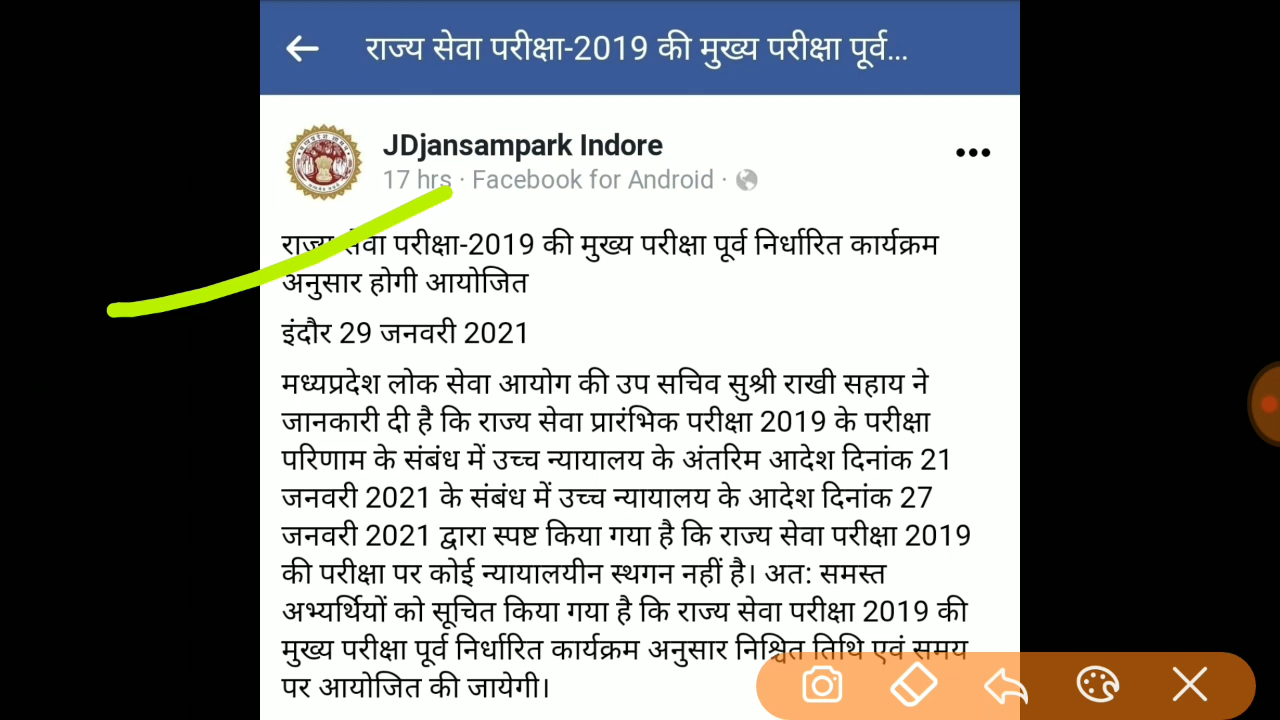 राज्य सेवा परीक्षा-2019 की मुख्य परीक्षा पूर्व...
JDjansampark Indore
17 hrs · Facebook for Android ·
राज्य सेवा परीक्षा-2019 की मुख्य परीक्षा पूर्व निर्धारित कार्यक्रम
अनुसार होगी आयोजित
इंदौर 29 जनवरी 2021
मध्यप्रदेश लोक सेवा आयोग की उप सचिव सुश्री राखी सहाय ने
जानकारी दी है कि राज्य सेवा प्रारंभिक परीक्षा 2019 के परीक्षा
परिणाम के संबंध में उच्च न्यायालय के अंतरिम आदेश दिनांक 21
जनवरी 2021 के संबंध में उच्च न्यायालय के आदेश दिनांक 27
जनवरी 2021 द्वारा स्पष्ट किया गया है कि राज्य सेवा परीक्षा 2019
की परीक्षा पर कोई न्यायालयीन स्थगन नहीं है। अत: समस्त
अभ्यर्थियों को सूचित किया गया है कि राज्य सेवा परीक्षा 2019 की
मुख्य परीक्षा पूर्व निर्धारित कार्यक्रम अनुसार निश्चित तिथि एवं समय
पर आयोजित की जायेगी।